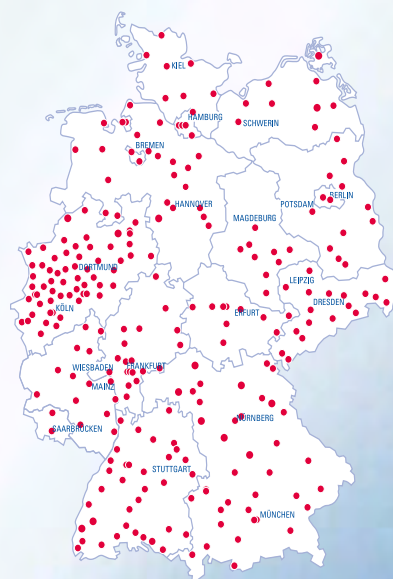 KIEL
HAMBURG
SCHWERIN
BREMEN
BERLIN
HANNOVER
POTSDAM
MAGDEBURG
DORTMUND
LEIPZIG
DRESDEN
KÖLN
ERFURT
FRANKFURT
WIESBADEN
MAINZ
NÜRNBERG
SAARBRÜCKEN
STUTTGART
MÜNCHEN